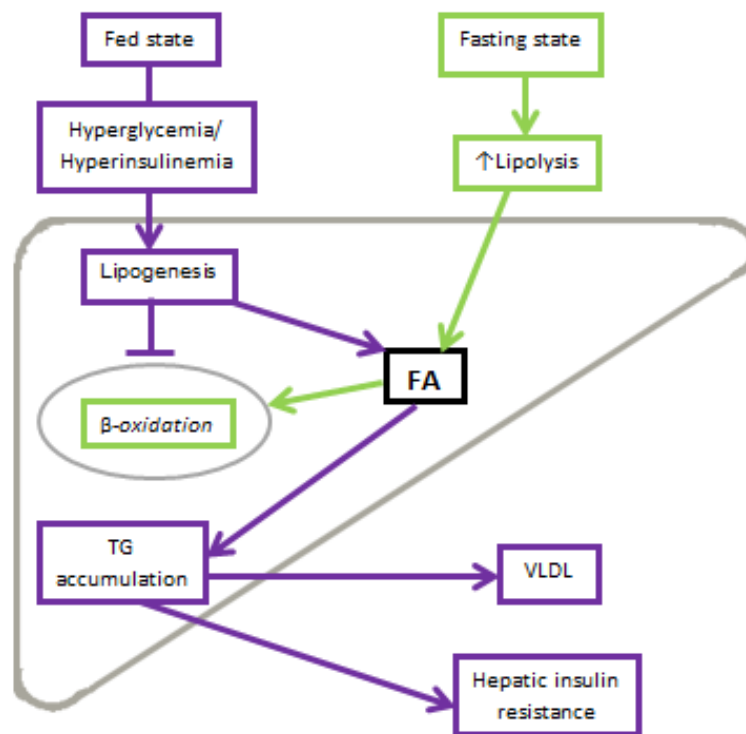 Fed state
Fasting state
Hyperglycemia/
Hyperinsulinemia
↑Lipolysis
Lipogenesis
FA
β-oxidation
TG
accumulation
VLDL
Hepatic insulin
resistance